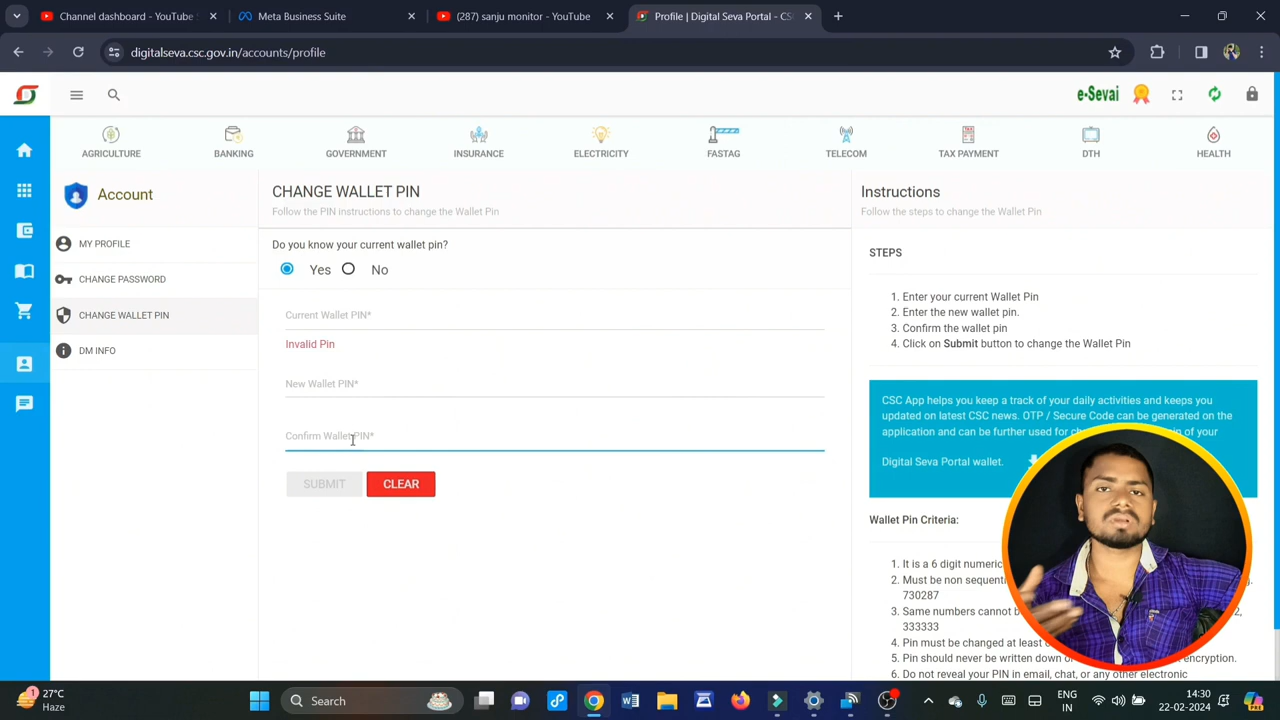 Channel dashboard - YouTube S
Meta Business Suite
(287) sanju monitor - YouTube
Profile | Digital Seva Portal - CS
digitalseva.csc.gov.in/accounts/profile
e-Sevai
AGRICULTURE
BANKING
GOVERNMENT
INSURANCE
ELECTRICITY
FASTAG
TELECOM
TAX PAYMENT
DTH
HEALTH
Account
MY PROFILE
CHANGE PASSWORD
CHANGE WALLET PIN
DM INFO
CHANGE WALLET PIN
Follow the PIN instructions to change the Wallet Pin
Do you know your current wallet pin?
Yes
No
Current Wallet PIN*
Invalid Pin
New Wallet PIN*
Confirm Wallet PIN*
SUBMIT
CLEAR
Instructions
Follow the steps to change the Wallet Pin
STEPS
1. Enter your current Wallet Pin
2. Enter the new wallet pin.
3. Confirm the wallet pin
4. Click on Submit button to change the Wallet Pin
CSC App helps you keep a track of your daily activities and keeps you
updated on latest CSC news. OTP / Secure Code can be generated on the
application and can be further used for of your
Digital Seva Portal wallet.
Wallet Pin Criteria:
1. It is a 6 digit numeric
2. Must be non
730287
3. Same numbers cannot
333333
4. Pin must be changed at least
5. Pin should never be written down encryption.
6. Do not reveal your PIN in email, chat, or any other electronic
27°C
Haze
1
Search
ENG
IN
14:30
22-02-2024